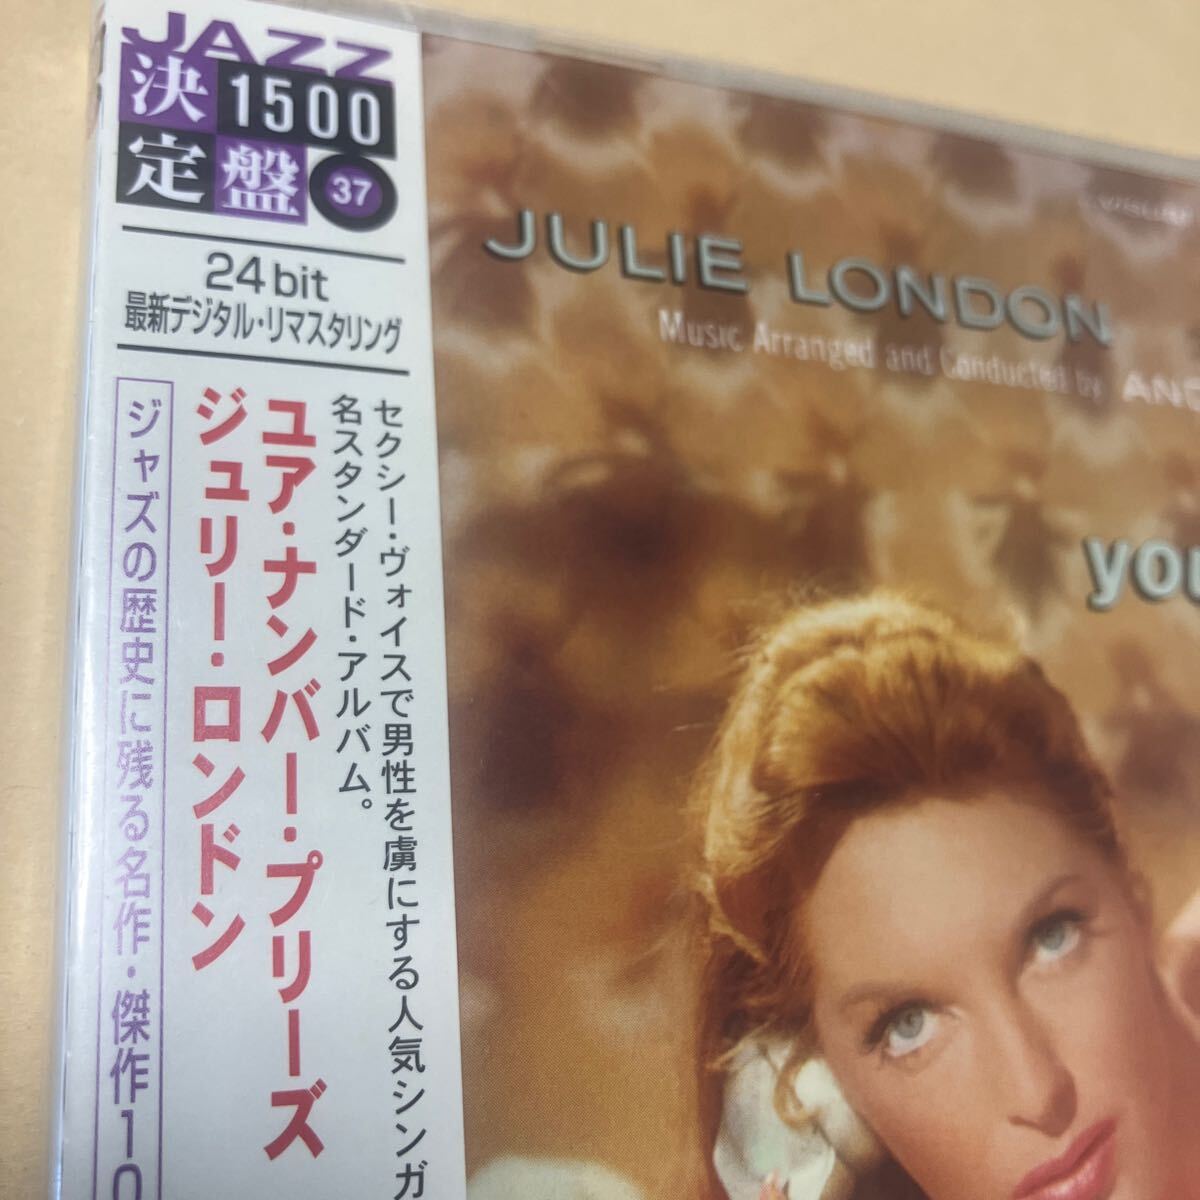 JAZZ
決定盤
1500
37
24bit
最新デジタル・リマスタリング
セクシー・ヴォイスで男性を虜にする人気シンガ
名スタンダード・アルバム。
ユア・ナンバー・プリーズ
ジュリー・ロンドン
ジャズの歴史に残る名作・傑作10
JULIE LONDON
Music Arranged and Conducted by AND
you